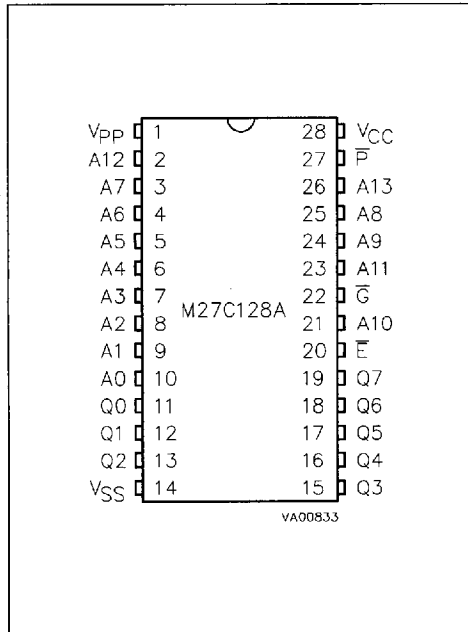 VPP 1 28 VCC
A12 2 27 P̅
A7 3 26 A13
A6 4 25 A8
A5 5 24 A9
A4 6 23 A11
A3 7 22 G̅
M27C128A
A2 8 21 A10
A1 9 20 E̅
A0 10 19 Q7
Q0 11 18 Q6
Q1 12 17 Q5
Q2 13 16 Q4
VSS 14 15 Q3
VA00833